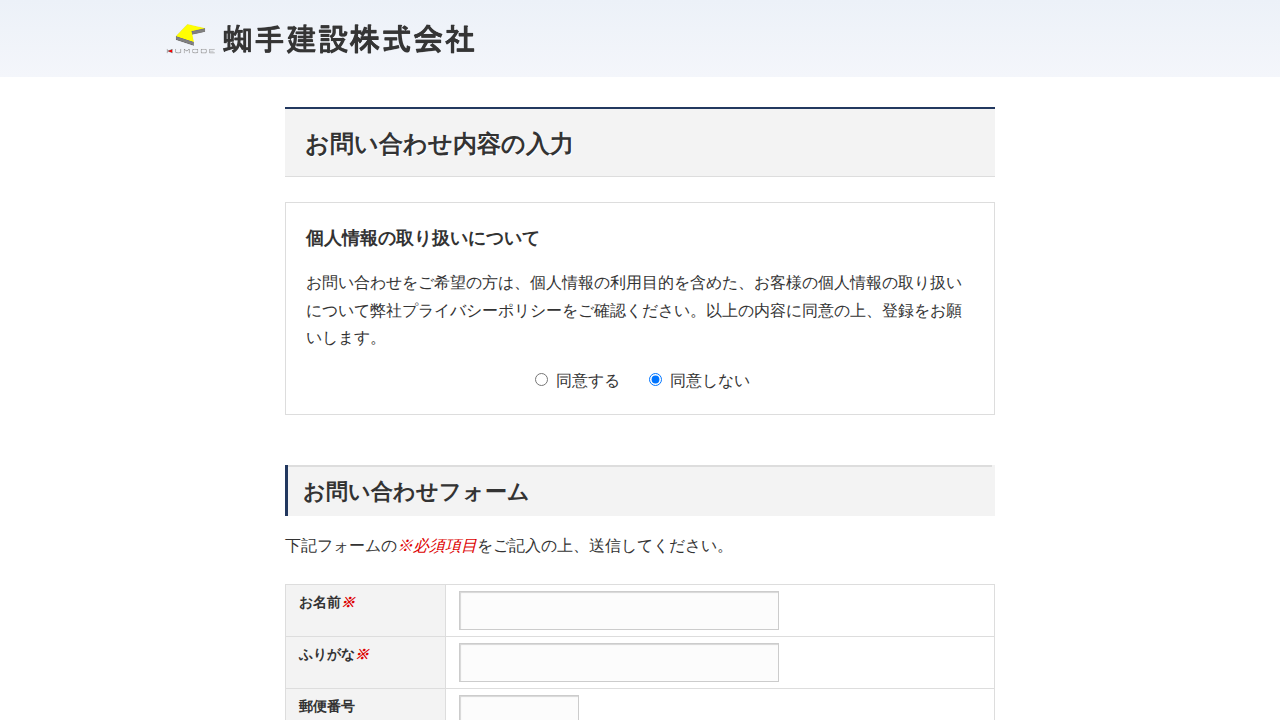 KUMODE
蜘手建設株式会社
お問い合わせ内容の入力
個人情報の取り扱いについて
お問い合わせをご希望の方は、個人情報の利用目的を含めた、お客様の個人情報の取り扱い
について弊社プライバシーポリシーをご確認ください。以上の内容に同意の上、登録をお願
いします。
同意する 同意しない
お問い合わせフォーム
下記フォームの※必須項目をご記入の上、送信してください。
お名前※
ふりがな※
郵便番号